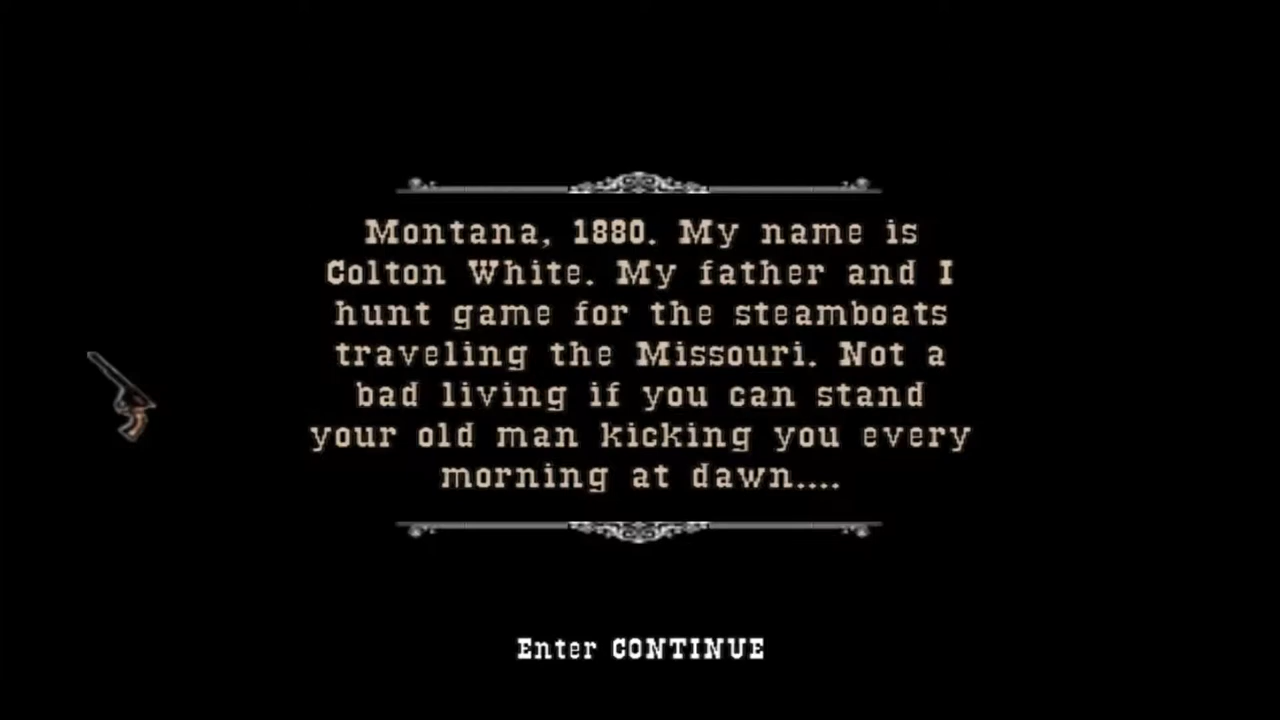 Montana, 1880. My name is
Colton White. My father and I
hunt game for the steamboats
traveling the Missouri. Not a
bad living if you can stand
your old man kicking you every
morning at dawn....
Enter CONTINUE